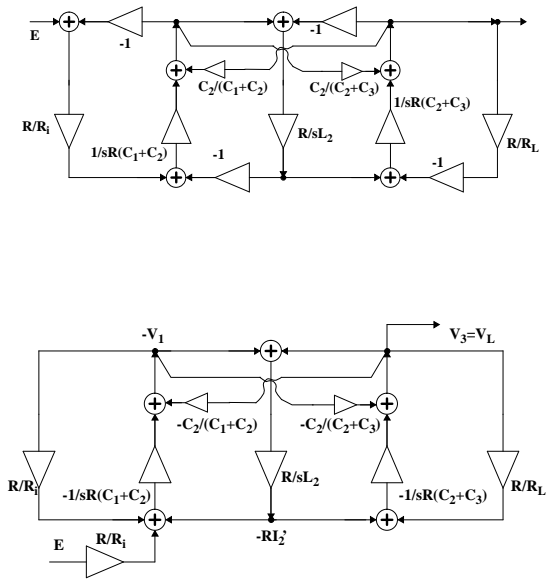 E
-1
-1
+
+
+
+
C₂/(C₁+C₂)
C₂/(C₂+C₃)
R/Rᵢ
1/sR(C₁+C₂)
R/sL₂
1/sR(C₂+C₃)
R/R_L
-1
-1
+
+
-V₁
V₃=V_L
+
+
+
-C₂/(C₁+C₂)
-C₂/(C₂+C₃)
R/Rᵢ
-1/sR(C₁+C₂)
R/sL₂
-1/sR(C₂+C₃)
R/R_L
+
+
E
R/Rᵢ
-RI₂'